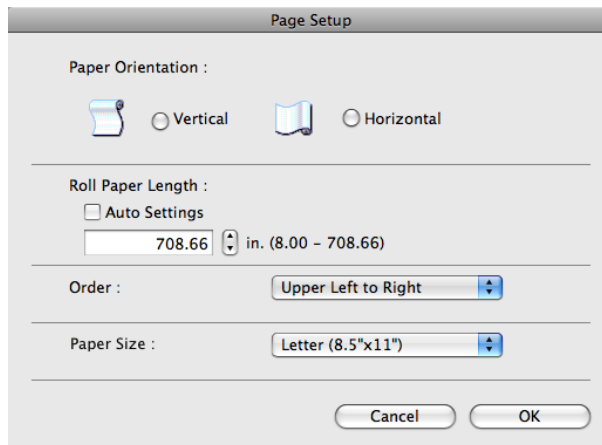 Page Setup
Paper Orientation :
Vertical
Horizontal
Roll Paper Length :
Auto Settings
708.66 in. (8.00 – 708.66)
Order : Upper Left to Right
Paper Size : Letter (8.5"x11")
Cancel OK